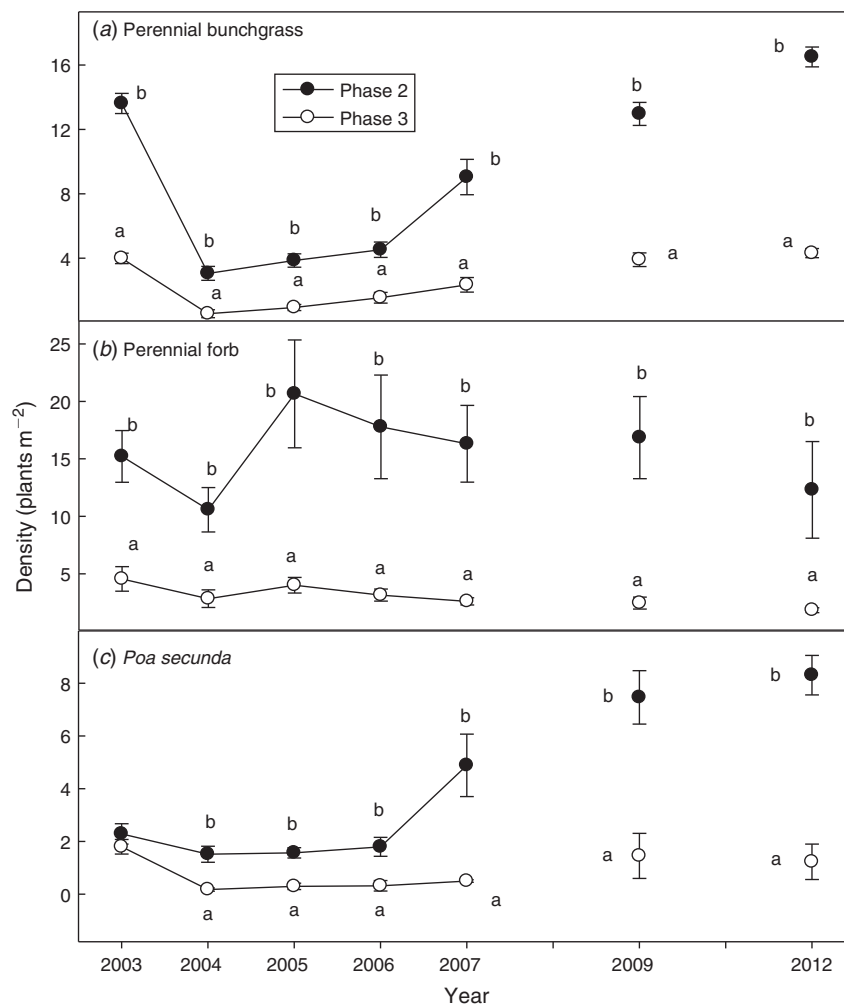 (a) Perennial bunchgrass
16
12
8
4
Phase 2
Phase 3
b
b
b
b
b
b
b
a
a
a
a
a
a
a
(b) Perennial forb
25
20
15
10
5
b
b
b
b
b
b
b
a
a
a
a
a
a
a
(c) Poa secunda
8
6
4
2
0
b
b
b
b
b
b
a
a
a
a
a
a
Density (plants m−2)
2003 2004 2005 2006 2007 2009 2012
Year